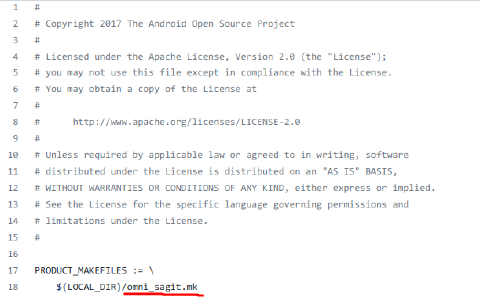 1 #
2 # Copyright 2017 The Android Open Source Project
3 #
4 # Licensed under the Apache License, Version 2.0 (the "License");
5 # you may not use this file except in compliance with the License.
6 # You may obtain a copy of the License at
7 #
8 #      http://www.apache.org/licenses/LICENSE-2.0
9 #
10 # Unless required by applicable law or agreed to in writing, software
11 # distributed under the License is distributed on an "AS IS" BASIS,
12 # WITHOUT WARRANTIES OR CONDITIONS OF ANY KIND, either express or implied.
13 # See the License for the specific language governing permissions and
14 # limitations under the License.
15 #
16
17 PRODUCT_MAKEFILES := \
18     $(LOCAL_DIR)/omni_sagit.mk